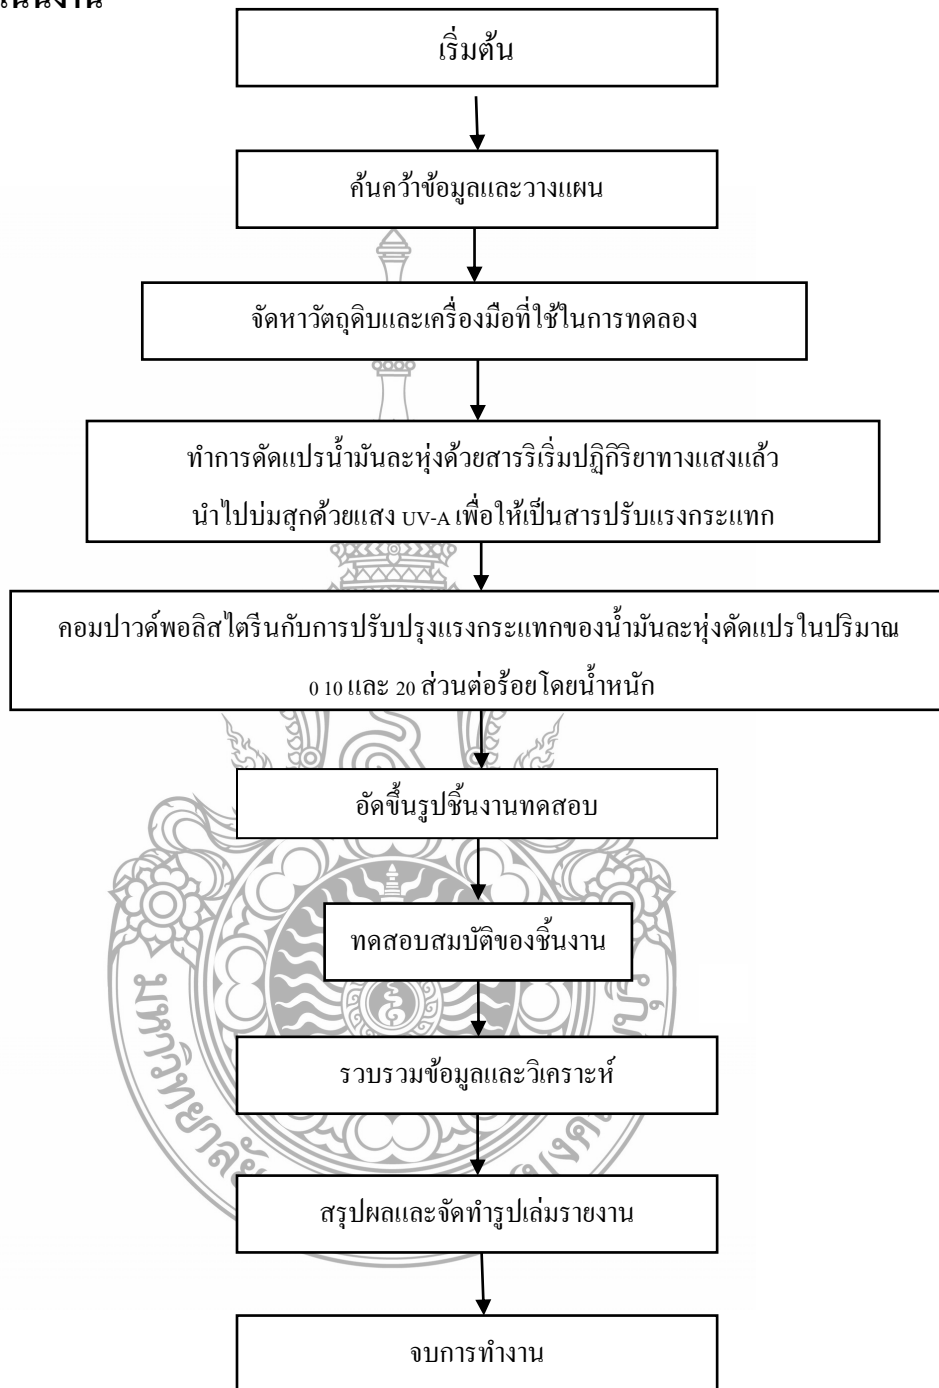 เริ่มต้น
ค้นคว้าข้อมูลและวางแผน
จัดหาวัตถุดิบและเครื่องมือที่ใช้ในการทดลอง
ทำการดัดแปรน้ำมันละหุ่งด้วยสารริเริ่มปฏิกิริยาทางแสงแล้ว
นำไปบ่มสุกด้วยแสง UV-A เพื่อให้เป็นสารปรับแรงกระแทก
คอมปาวด์พอลิสไตรีนกับการปรับปรุงแรงกระแทกของน้ำมันละหุ่งดัดแปรในปริมาณ
0 10 และ 20 ส่วนต่อร้อยโดยน้ำหนัก
อัดขึ้นรูปชิ้นงานทดสอบ
ทดสอบสมบัติของชิ้นงาน
รวบรวมข้อมูลและวิเคราะห์
สรุปผลและจัดทำรูปเล่มรายงาน
จบการทำงาน
มหาวิทยาลัย